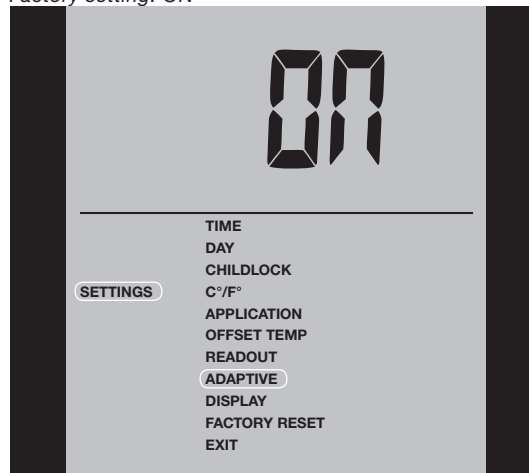 Factory setting: ON
ON
TIME
DAY
CHILDLOCK
SETTINGS C°/F°
APPLICATION
OFFSET TEMP
READOUT
ADAPTIVE
DISPLAY
FACTORY RESET
EXIT